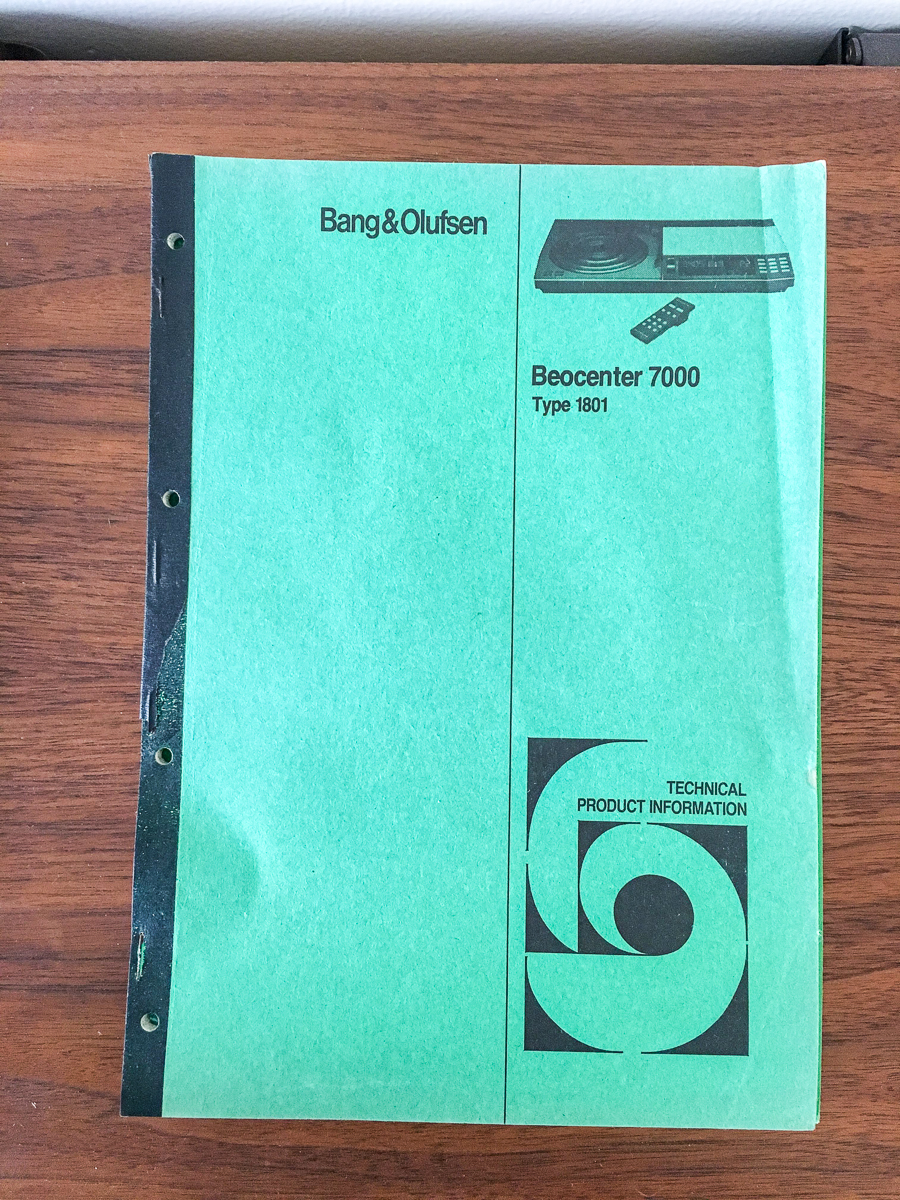 Bang&Olufsen
Beocenter 7000
Type 1801
TECHNICAL
PRODUCT INFORMATION